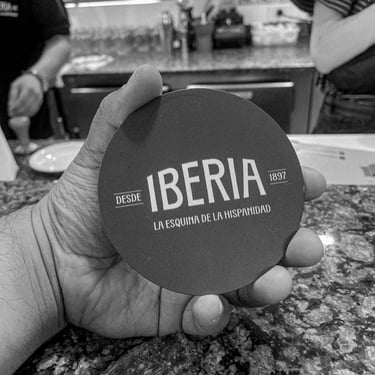 DESDE IBERIA 1897
LA ESQUINA DE LA HISPANIDAD